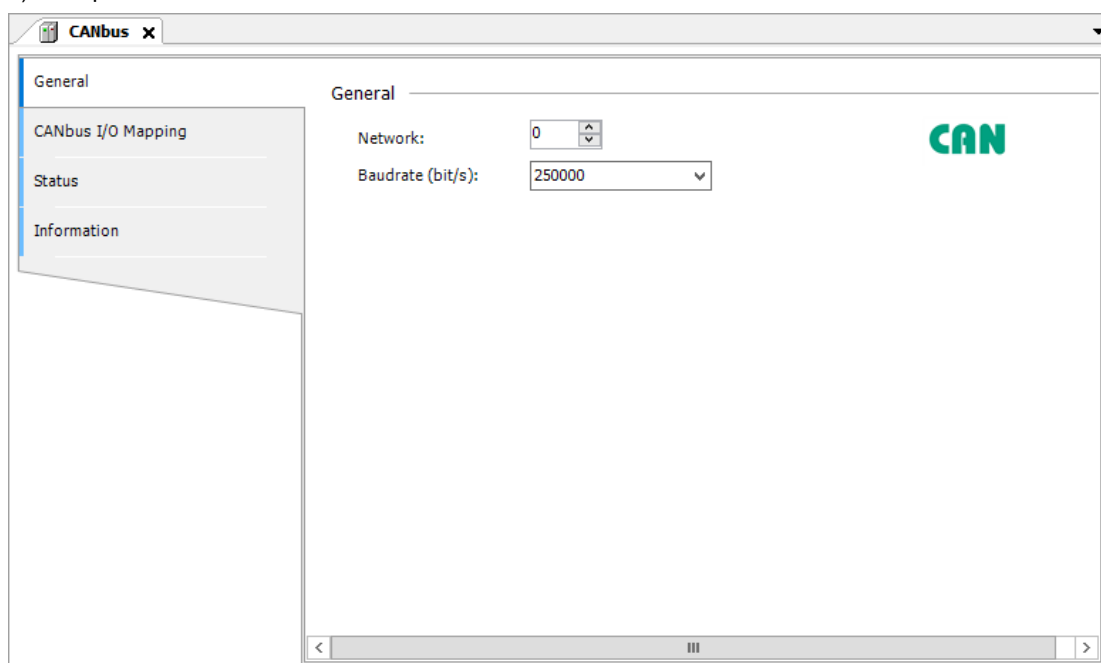 CANbus
General
General
CANbus I/O Mapping
Network: 0
CAN
Baudrate (bit/s): 250000
Status
Information